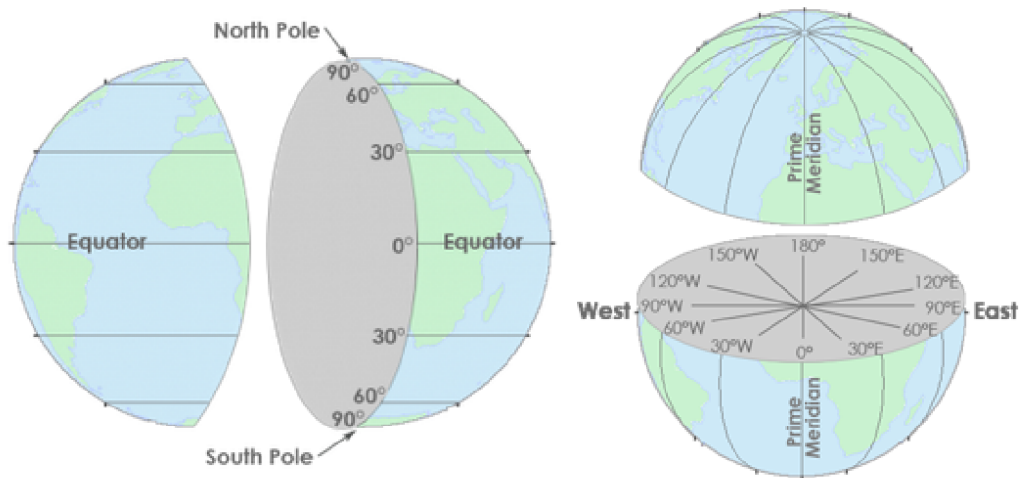 North Pole
90°
60°
30°
Equator
0°
Equator
30°
60°
90°
South Pole
Prime
Meridian
180°
150°W
150°E
120°W
120°E
West
90°W
90°E
East
60°W
60°E
30°W
0°
30°E
Prime
Meridian